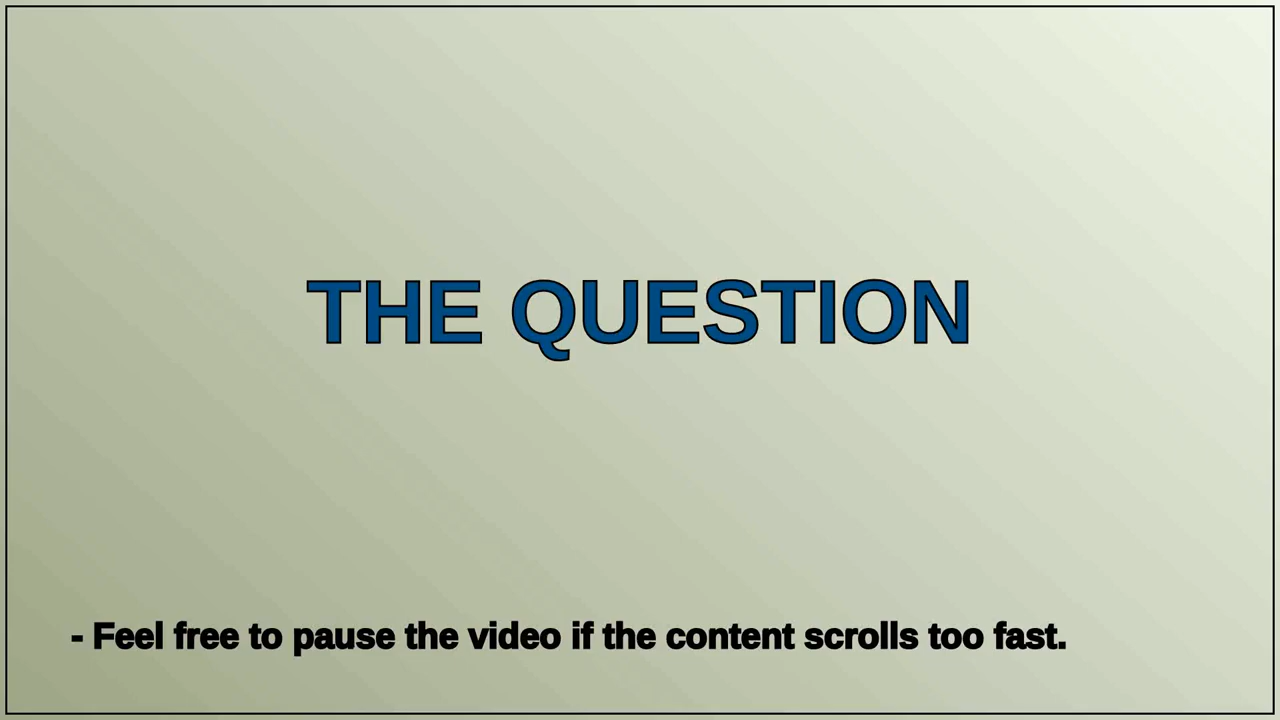 THE QUESTION
- Feel free to pause the video if the content scrolls too fast.